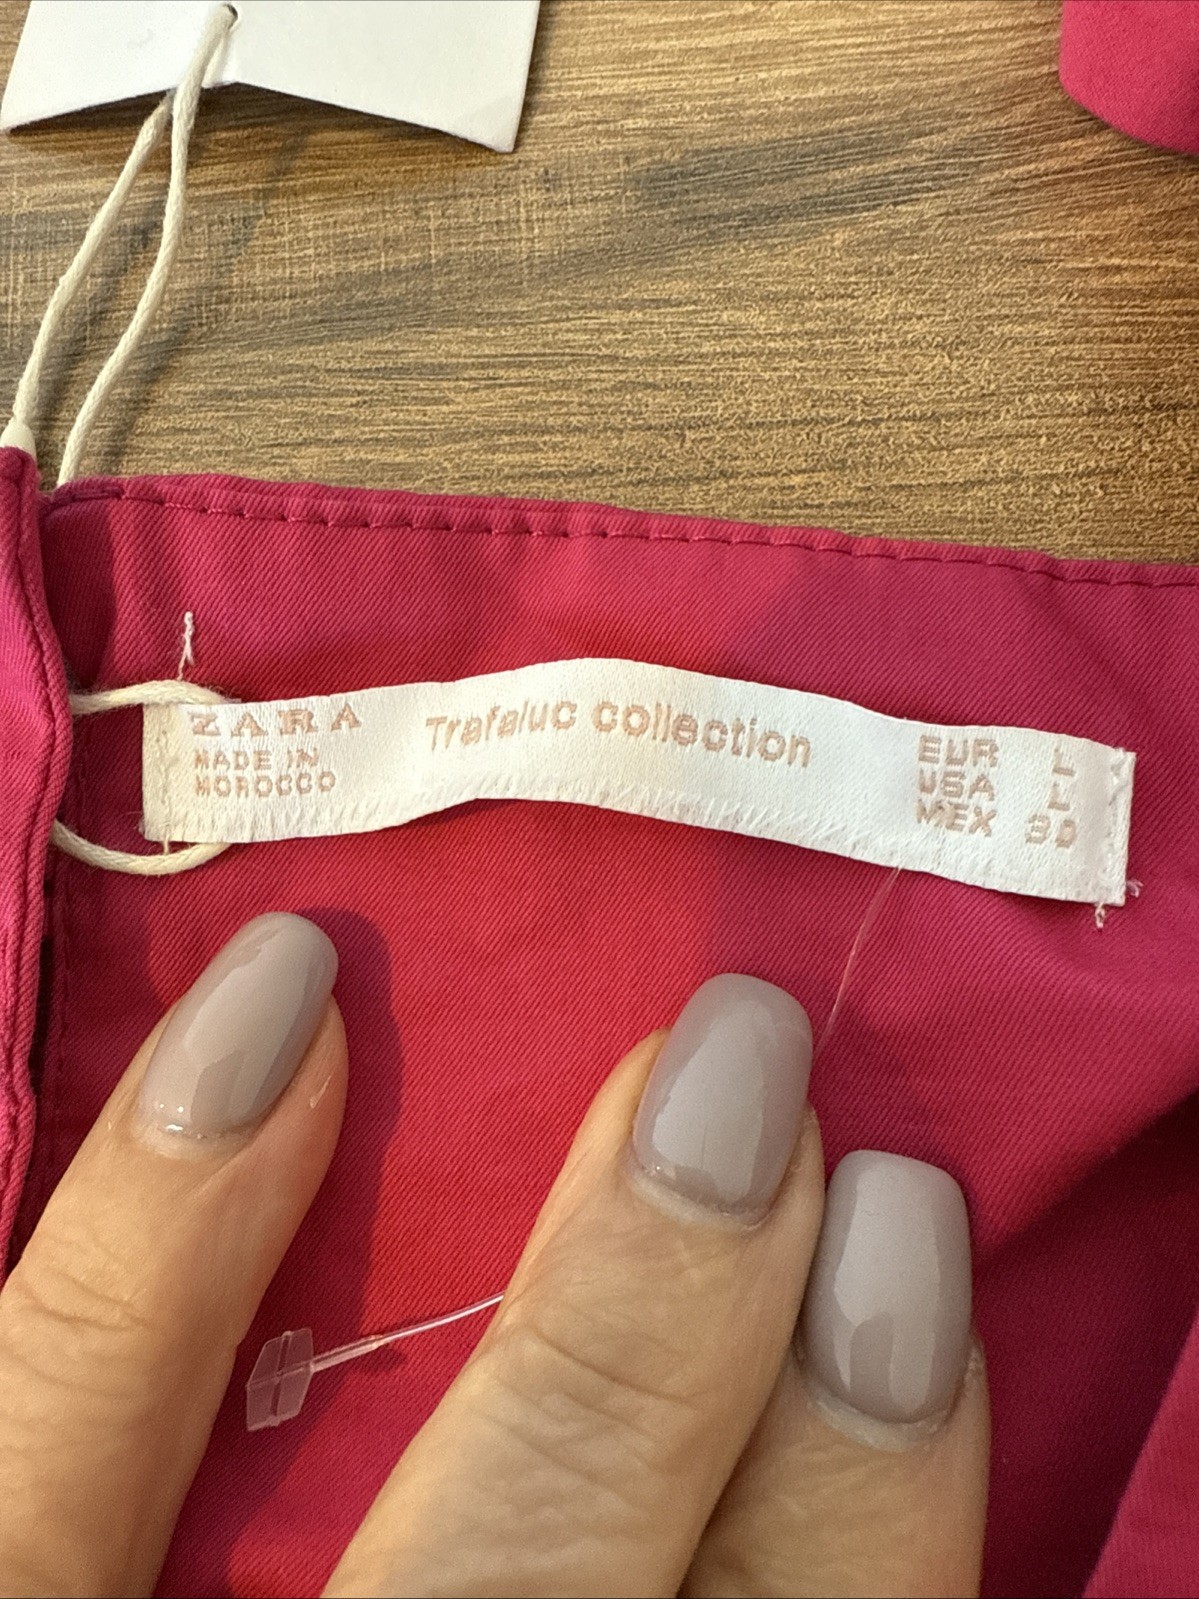 ZARA
MADE IN
MOROCCO
Trafaluc collection
EUR L
USA L
MEX 30